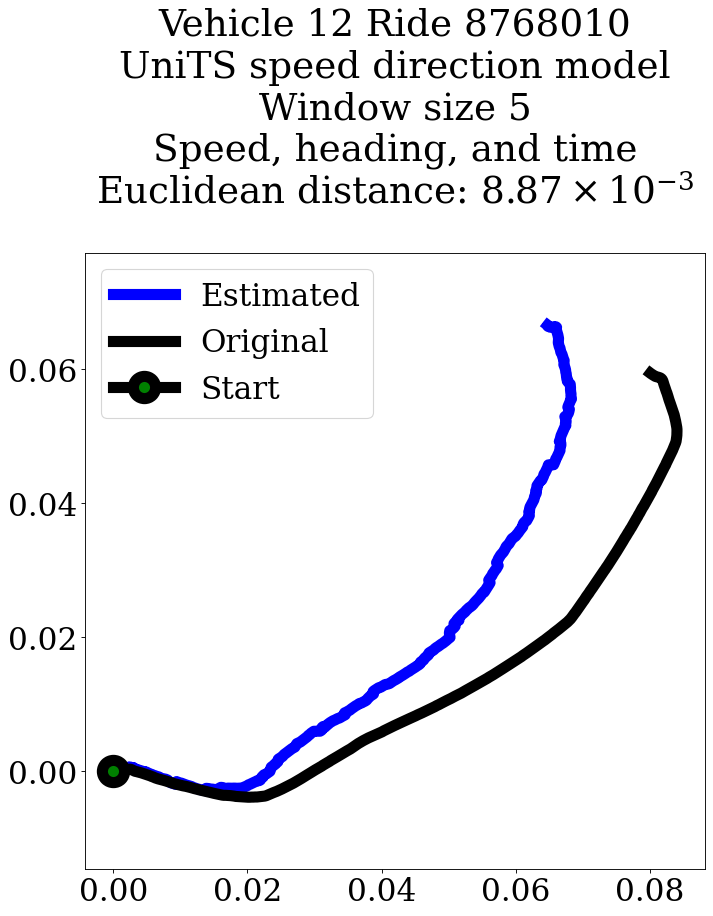 Vehicle 12 Ride 8768010
UniTS speed direction model
Window size 5
Speed, heading, and time
Euclidean distance: 8.87 × 10⁻³
Estimated
Original
Start
0.06
0.04
0.02
0.00
0.00 0.02 0.04 0.06 0.08